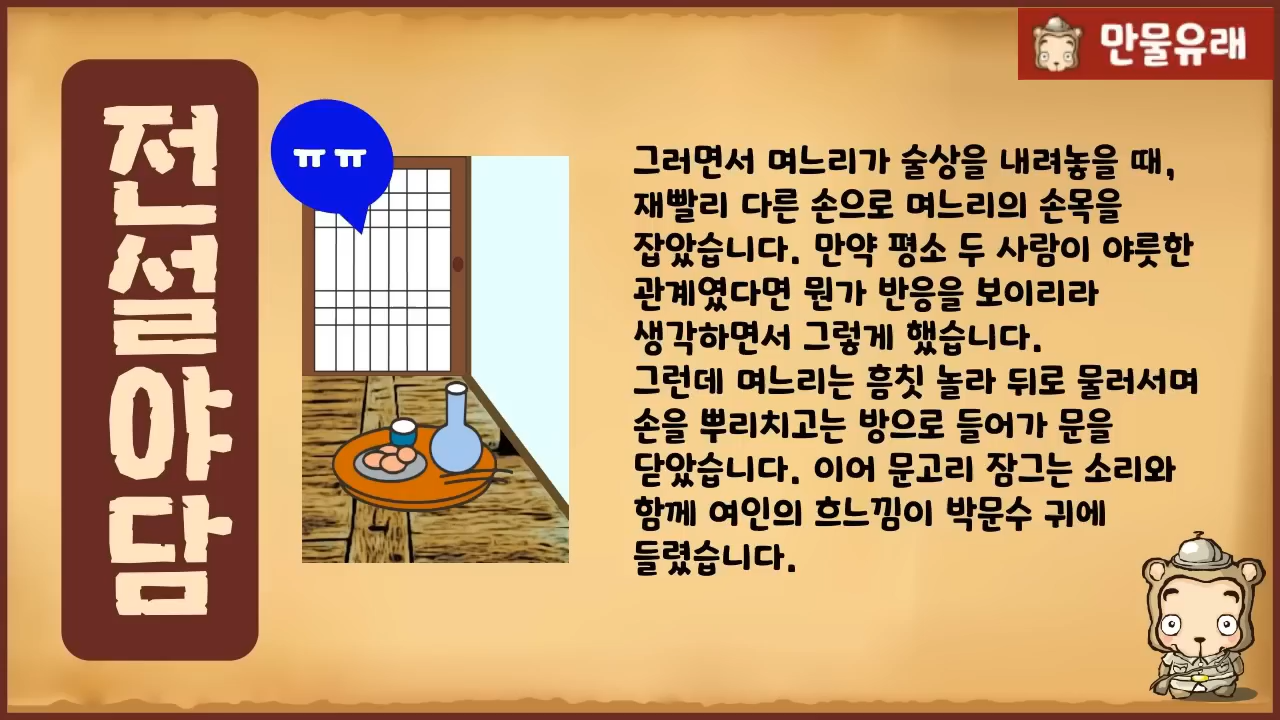 만물유래
전설야담
ㅠㅠ
그러면서 며느리가 술상을 내려놓을 때,
재빨리 다른 손으로 며느리의 손목을
잡았습니다. 만약 평소 두 사람이 야릇한
관계였다면 뭔가 반응을 보이리라
생각하면서 그렇게 했습니다.
그런데 며느리는 흠칫 놀라 뒤로 물러서며
손을 뿌리치고는 방으로 들어가 문을
닫았습니다. 이어 문고리 잠그는 소리와
함께 여인의 흐느낌이 박문수 귀에
들렸습니다.